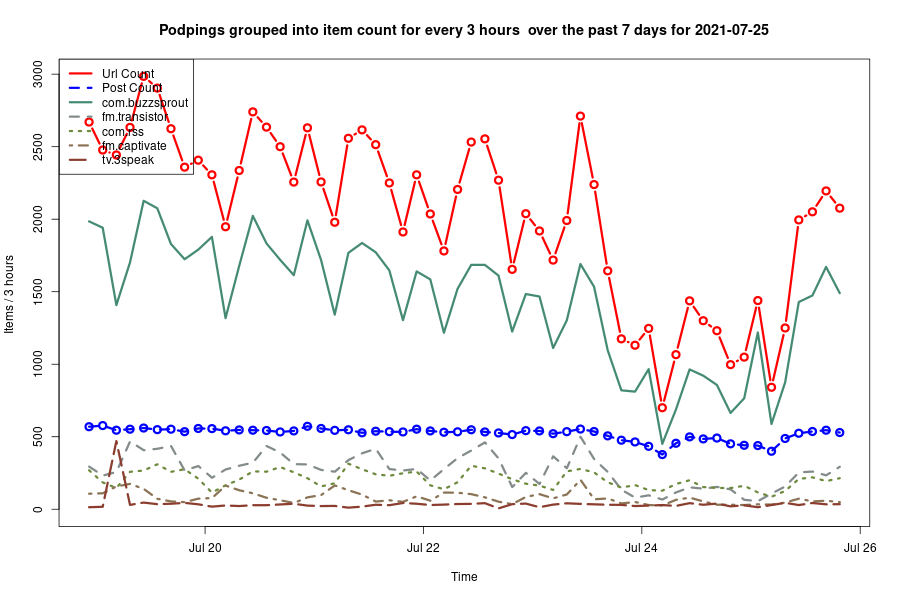 Podpings grouped into item count for every 3 hours  over the past 7 days for 2021-07-25
Url Count
Post Count
com.buzzsprout
fm.transistor
com.rss
fm.captivate
tv.3speak
3000
2500
2000
1500
1000
500
0
Items / 3 hours
Jul 20
Jul 22
Jul 24
Jul 26
Time